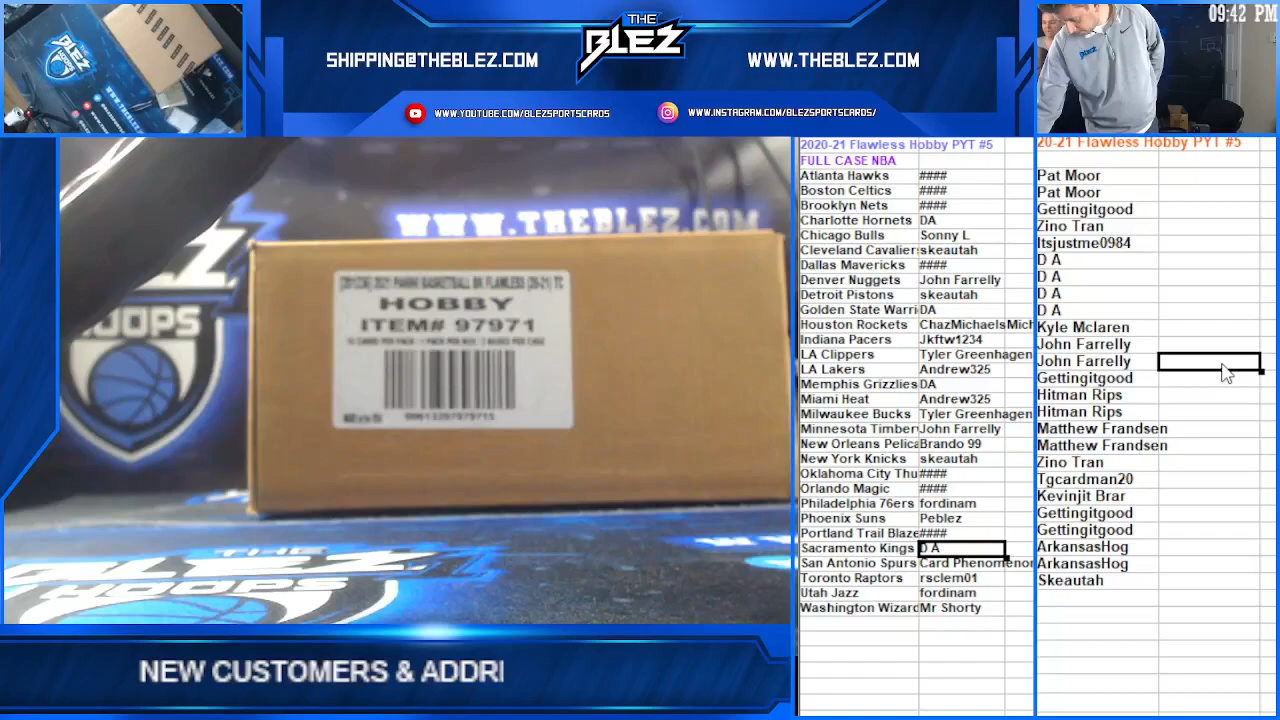 THE
BLEZ
SHIPPING@THEBLEZ.COM
WWW.THEBLEZ.COM
WWW.YOUTUBE.COM/BLEZSPORTSCARDS
WWW.INSTAGRAM.COM/BLEZSPORTSCARDS/
09:42 PM
WWW.THEBLEZ.COM
HOOPS
HOBBY
ITEM# 97971
2020-21 Flawless Hobby PYT #5
FULL CASE NBA
Atlanta Hawks ####
Boston Celtics ####
Brooklyn Nets ####
Charlotte Hornets DA
Chicago Bulls Sonny L
Cleveland Cavaliers skeautah
Dallas Mavericks ####
Denver Nuggets John Farrelly
Detroit Pistons skeautah
Golden State Warri DA
Houston Rockets ChazMichaelsMich
Indiana Pacers Jkftw1234
LA Clippers Tyler Greenhagen
LA Lakers Andrew325
Memphis Grizzlies DA
Miami Heat Andrew325
Milwaukee Bucks Tyler Greenhagen
Minnesota Timber John Farrelly
New Orleans Pelica Brando 99
New York Knicks skeautah
Oklahoma City Thu ####
Orlando Magic ####
Philadelphia 76ers fordinam
Phoenix Suns Peblez
Portland Trail Blaze ####
Sacramento Kings D A
San Antonio Spurs Card Phenomenon
Toronto Raptors rsclem01
Utah Jazz fordinam
Washington Wizard Mr Shorty
20-21 Flawless Hobby PYT #5
Pat Moor
Pat Moor
Gettingitgood
Zino Tran
Itsjustme0984
D A
D A
D A
D A
Kyle Mclaren
John Farrelly
John Farrelly
Gettingitgood
Hitman Rips
Hitman Rips
Matthew Frandsen
Matthew Frandsen
Zino Tran
Tgcardman20
Kevinjit Brar
Gettingitgood
Gettingitgood
ArkansasHog
ArkansasHog
Skeautah
NEW CUSTOMERS & ADDRI